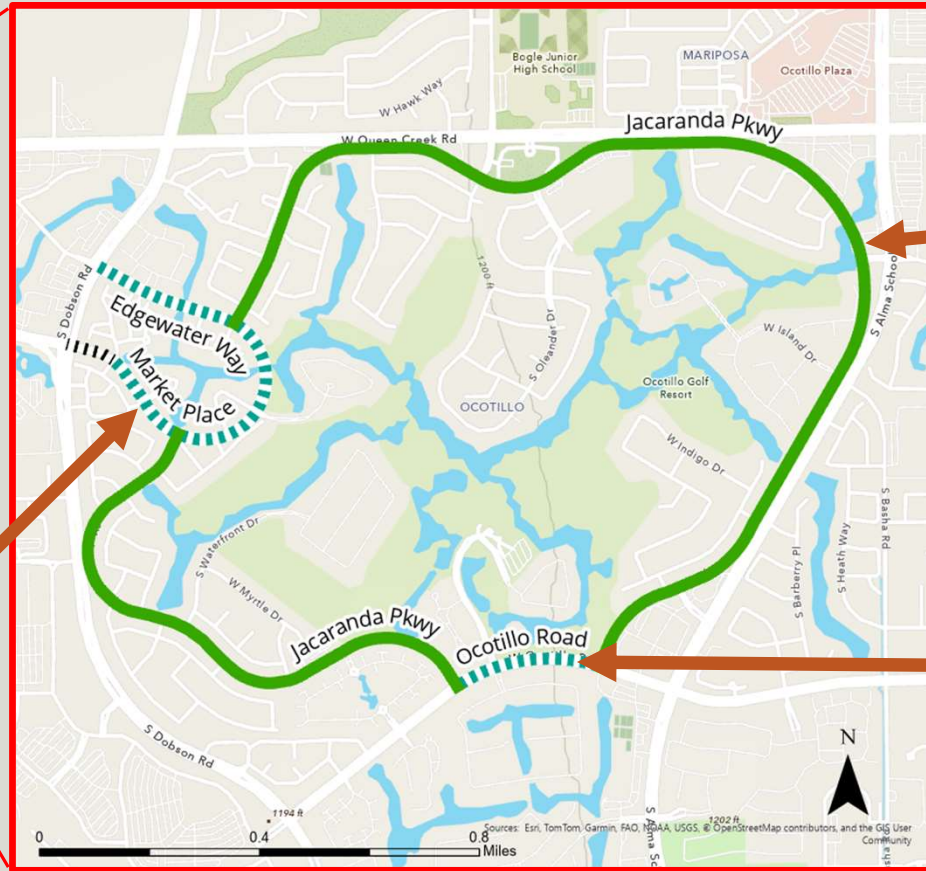 Bogle Junior
High School
MARIPOSA
Ocotillo Plaza
W Hawk Way
Jacaranda Pkwy
W Queen Creek Rd
S Dobson Rd
1200 ft
S Alma School
Edgewater Way
S Oleander Dr
W Island Dr
Market Place
Ocotillo Golf
Resort
OCOTILLO
W Indigo Dr
S Basha Rd
S Waterfront Dr
S Heath Way
S Barberry Pl
W Myrtle Dr
Jacaranda Pkwy
Ocotillo Road
S Dobson Rd
N
1194 ft
S Alma Sc
1202 ft
0 0.4 0.8
Miles
Sources: Esri, TomTom, Garmin, FAO, NOAA, USGS, © OpenStreetMap contributors, and the GIS User
Community